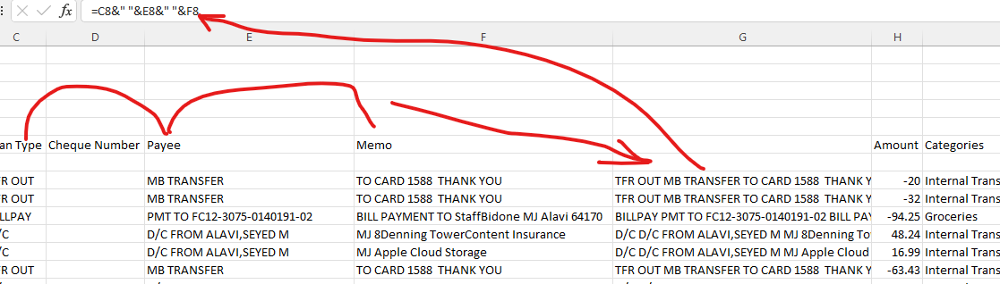 fx =C8&" "&E8&" "&F8
C D E F G H I
an Type Cheque Number Payee Memo Amount Categories
FR OUT MB TRANSFER TO CARD 1588 THANK YOU TFR OUT MB TRANSFER TO CARD 1588 THANK Y -20 Internal Trans
FR OUT MB TRANSFER TO CARD 1588 THANK YOU TFR OUT MB TRANSFER TO CARD 1588 THANK Y -32 Internal Trans
LLPAY PMT TO FC12-3075-0140191-02 BILL PAYMENT TO StaffBidone MJ Alavi 64170 BILLPAY PMT TO FC12-3075-0140191-02 BILL PAY -94.25 Groceries
/C D/C FROM ALAVI,SEYED M MJ 8Denning TowerContent Insurance D/C D/C FROM ALAVI,SEYED M MJ 8Denning To 48.24 Internal Trans
/C D/C FROM ALAVI,SEYED M MJ Apple Cloud Storage D/C D/C FROM ALAVI,SEYED M MJ Apple Cloud 16.99 Internal Trans
FR OUT MB TRANSFER TO CARD 1588 THANK YOU TFR OUT MB TRANSFER TO CARD 1588 THANK Y -63.43 Internal Trans